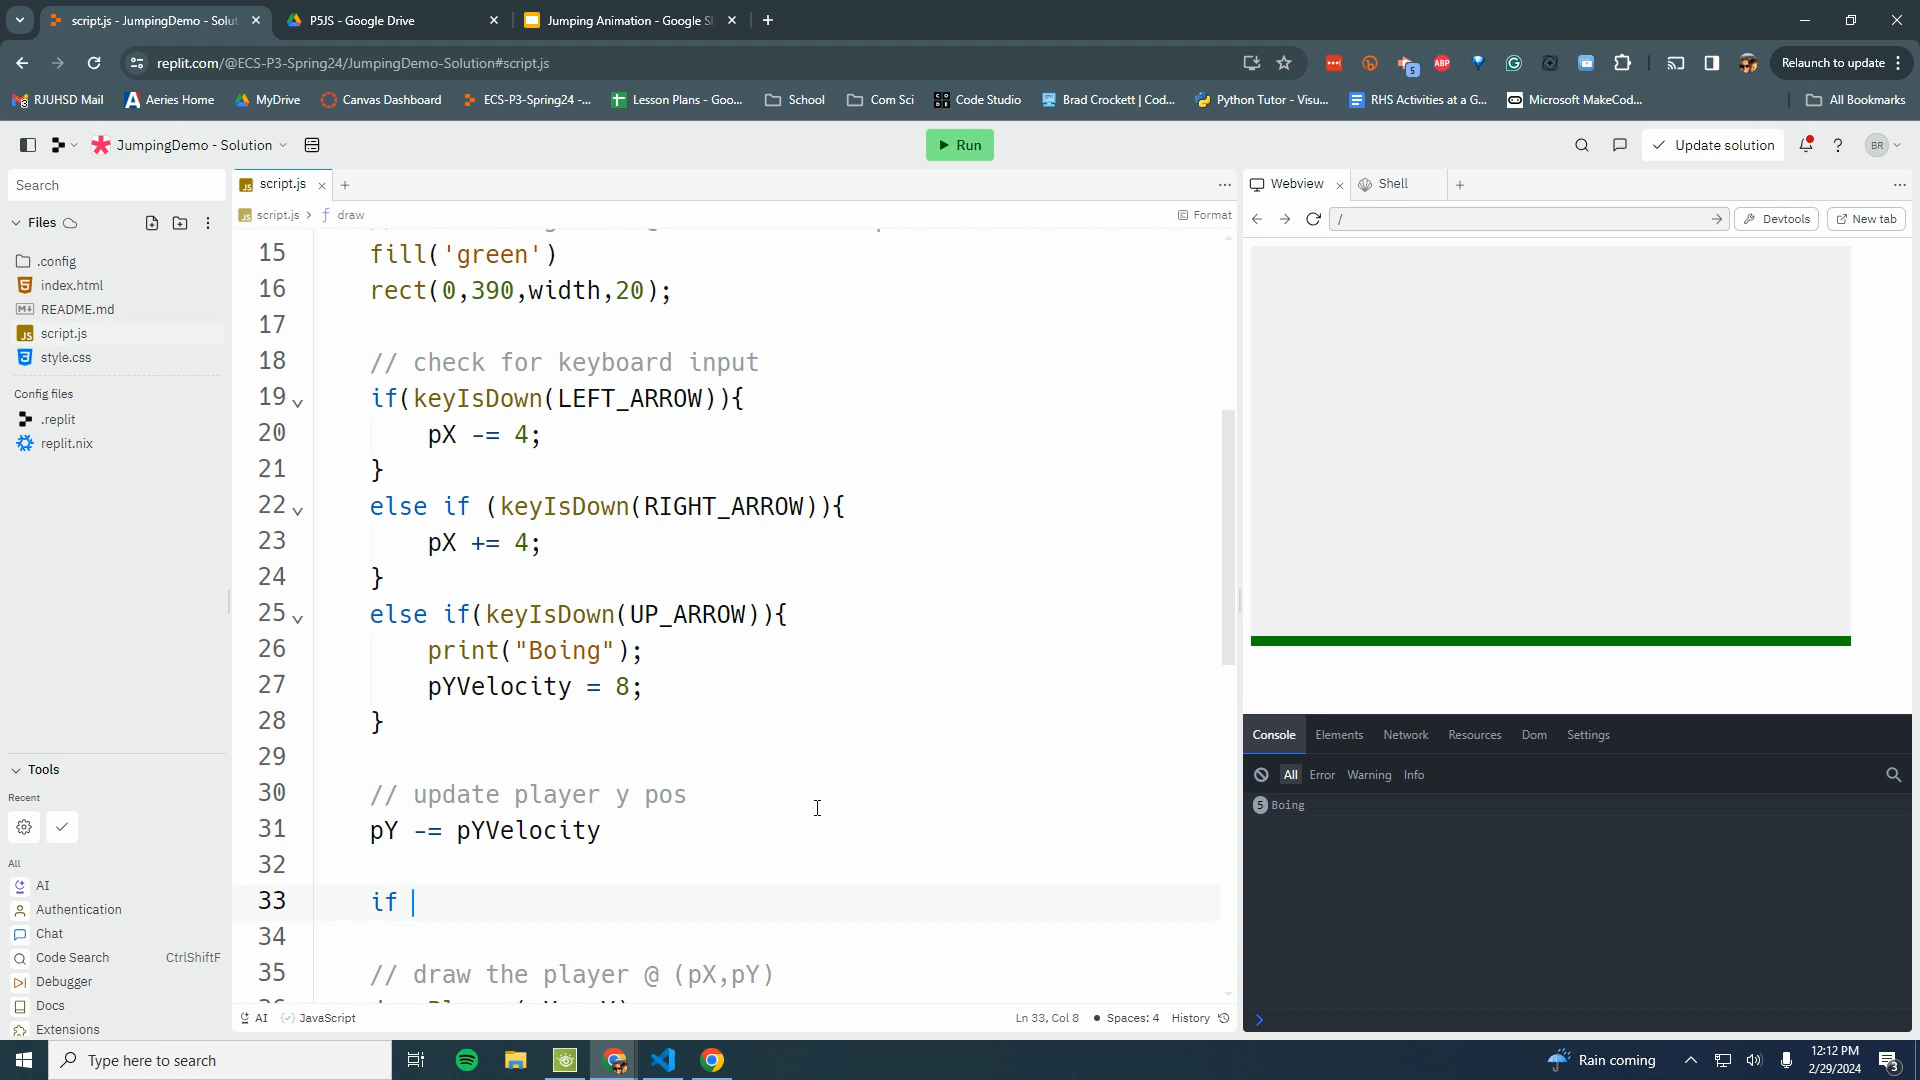 script.js - JumpingDemo - Solut
P5JS - Google Drive
Jumping Animation - Google Sl
replit.com/@ECS-P3-Spring24/JumpingDemo-Solution#script.js
5
ABP
Relaunch to update
RJUHSD Mail
Aeries Home
MyDrive
Canvas Dashboard
ECS-P3-Spring24 -...
Lesson Plans - Goo...
School
Com Sci
Code Studio
Brad Crockett | Cod...
Python Tutor - Visu...
RHS Activities at a G...
Microsoft MakeCod...
All Bookmarks
JumpingDemo - Solution
Run
Update solution
BR
Search
Files
.config
index.html
README.md
script.js
style.css
Config files
.replit
replit.nix
Tools
Recent
All
AI
Authentication
Chat
Code Search CtrlShiftF
Debugger
Docs
Extensions
script.js
script.js > draw
Format
15 fill('green')
16 rect(0,390,width,20);
17
18 // check for keyboard input
19 if(keyIsDown(LEFT_ARROW)){
20 pX -= 4;
21 }
22 else if (keyIsDown(RIGHT_ARROW)){
23 pX += 4;
24 }
25 else if(keyIsDown(UP_ARROW)){
26 print("Boing");
27 pYVelocity = 8;
28 }
29
30 // update player y pos
31 pY -= pYVelocity
32
33 if
34
35 // draw the player @ (pX,pY)
AI
JavaScript
Ln 33, Col 8
Spaces: 4
History
Webview
Shell
/
Devtools
New tab
Console
Elements
Network
Resources
Dom
Settings
All
Error
Warning
Info
5 Boing
Type here to search
Rain coming
12:12 PM
2/29/2024
3